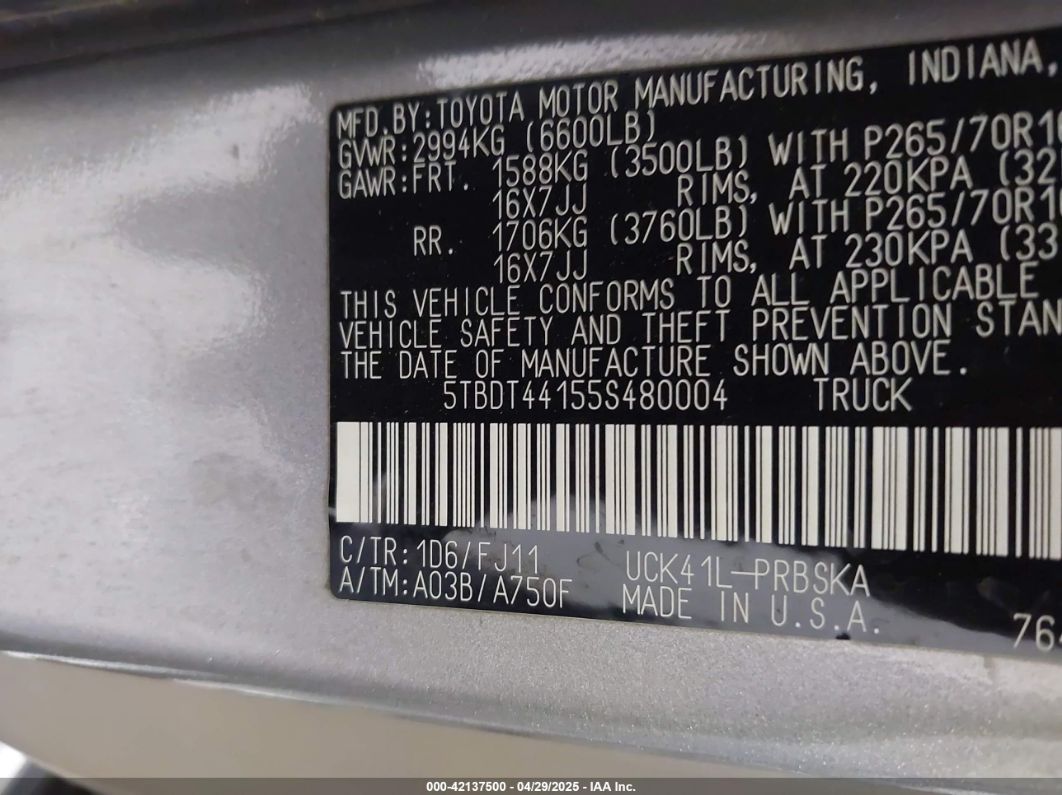 MFD.BY:TOYOTA MOTOR MANUFACTURING, INDIANA,
GVWR:2994KG (6600LB)
GAWR:FRT. 1588KG (3500LB) WITH P265/70R1
16X7JJ RIMS, AT 220KPA (32
RR. 1706KG (3760LB) WITH P265/70R1
16X7JJ RIMS, AT 230KPA (33
THIS VEHICLE CONFORMS TO ALL APPLICABLE
VEHICLE SAFETY AND THEFT PREVENTION STAN
THE DATE OF MANUFACTURE SHOWN ABOVE.
5TBDT44155S480004 TRUCK
C/TR:1D6/FJ11 UCK41L-PRBSKA
A/TM:A03B/A750F MADE IN U.S.A.
76
000-42137500 - 04/29/2025 - IAA Inc.